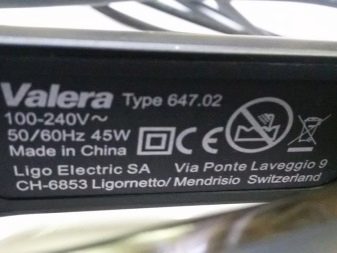 Valera Type 647.02
100-240V~
50/60Hz 45W
Made in China
CE
Ligo Electric SA Via Ponte Laveggio 9
CH-6853 Ligornetto/ Mendrisio Switzerland